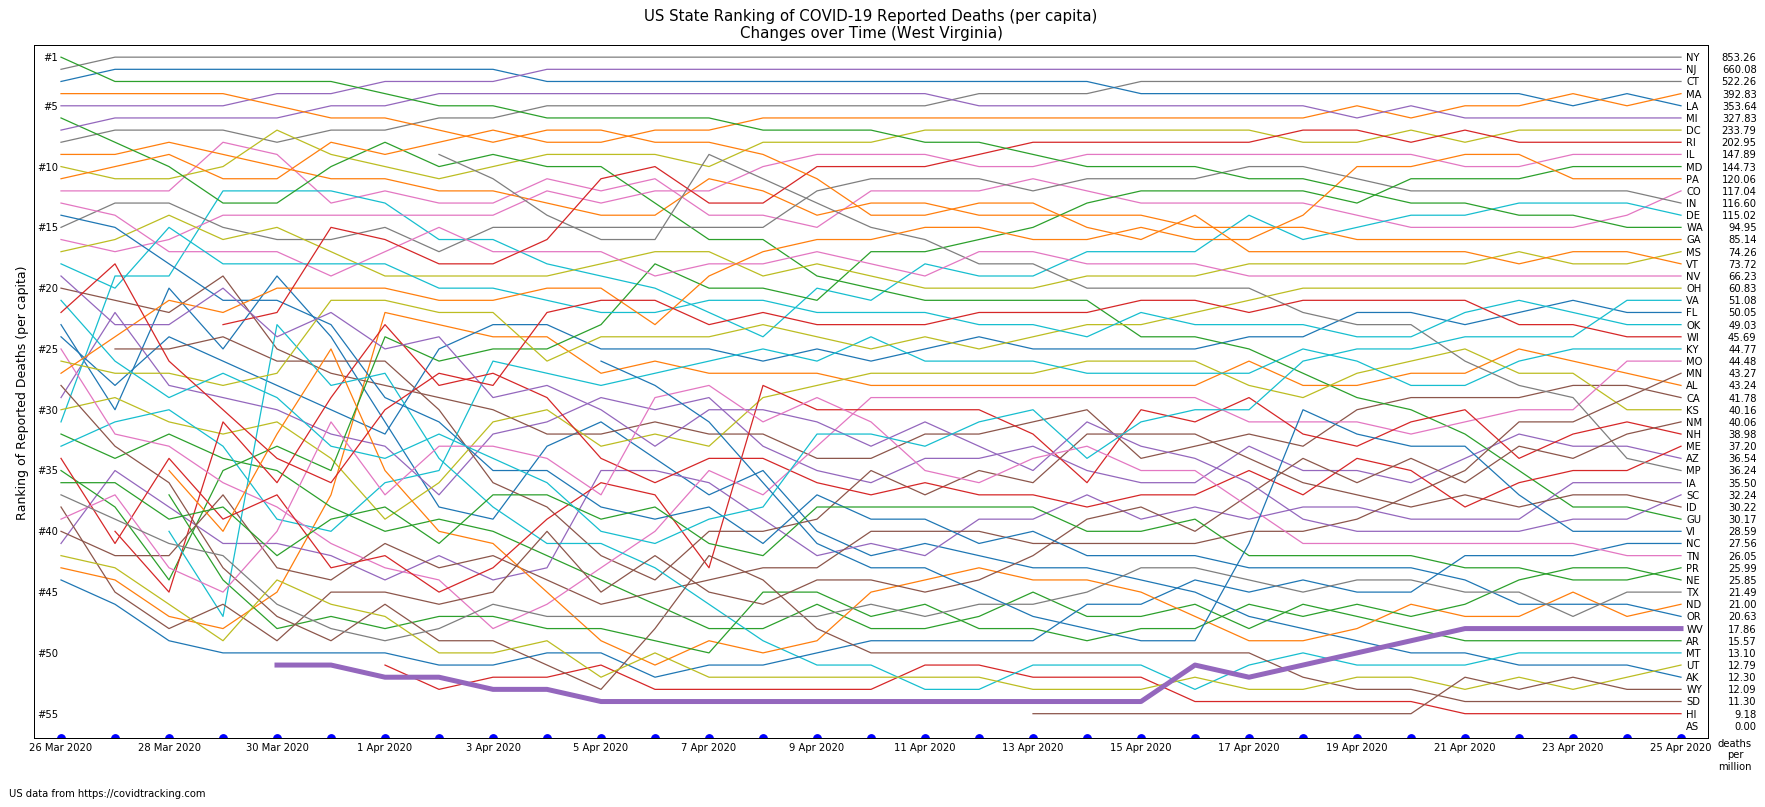 US State Ranking of COVID-19 Reported Deaths (per capita)
Changes over Time (West Virginia)
Ranking of Reported Deaths (per capita)
#1
#5
#10
#15
#20
#25
#30
#35
#40
#45
#50
#55
NY 853.26
NJ 660.08
CT 522.26
MA 392.83
LA 353.64
MI 327.83
DC 233.79
RI 202.95
IL 147.89
MD 144.73
PA 120.06
CO 117.04
IN 116.60
DE 115.02
WA 94.95
GA 85.14
MS 74.26
VT 73.72
NV 66.23
OH 60.83
VA 51.08
FL 50.05
OK 49.03
WI 45.69
KY 44.77
MO 44.48
MN 43.27
AL 43.24
CA 41.78
KS 40.16
NM 40.06
NH 38.98
ME 37.20
AZ 36.54
MP 36.24
IA 35.50
SC 32.24
ID 30.22
GU 30.17
VI 28.59
NC 27.56
TN 26.05
PR 25.99
NE 25.85
TX 21.49
ND 21.00
OR 20.63
WV 17.86
AR 15.57
MT 13.10
UT 12.79
AK 12.30
WY 12.09
SD 11.30
HI 9.18
AS 0.00
26 Mar 2020 28 Mar 2020 30 Mar 2020 1 Apr 2020 3 Apr 2020 5 Apr 2020 7 Apr 2020 9 Apr 2020 11 Apr 2020 13 Apr 2020 15 Apr 2020 17 Apr 2020 19 Apr 2020 21 Apr 2020 23 Apr 2020 25 Apr 2020
deaths
per
million
US data from https://covidtracking.com